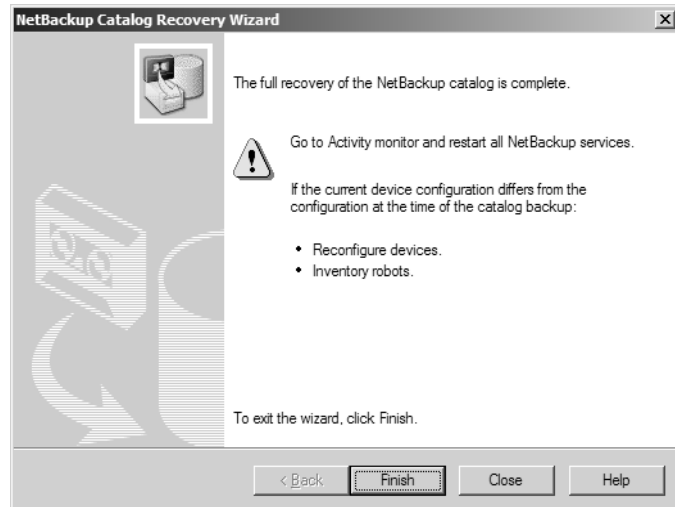 NetBackup Catalog Recovery Wizard
The full recovery of the NetBackup catalog is complete.
Go to Activity monitor and restart all NetBackup services.
If the current device configuration differs from the
configuration at the time of the catalog backup:
• Reconfigure devices.
• Inventory robots.
To exit the wizard, click Finish.
< Back Finish Close Help